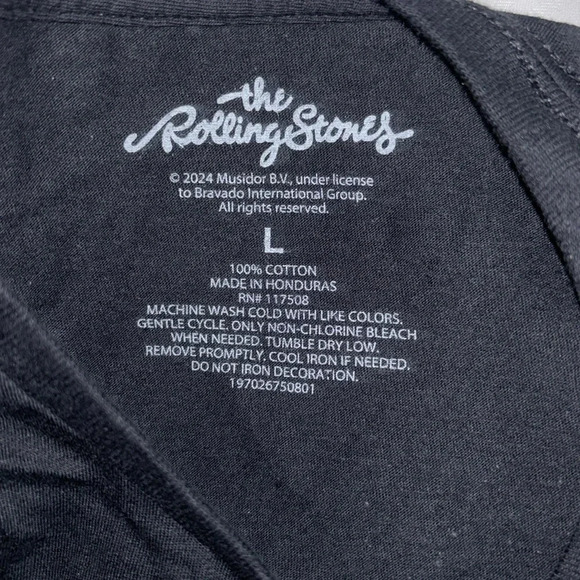 the
Rolling Stones
© 2024 Musidor B.V., under license
to Bravado International Group.
All rights reserved.
L
100% COTTON
MADE IN HONDURAS
RN# 117508
MACHINE WASH COLD WITH LIKE COLORS,
GENTLE CYCLE. ONLY NON-CHLORINE BLEACH
WHEN NEEDED. TUMBLE DRY LOW.
REMOVE PROMPTLY. COOL IRON IF NEEDED.
DO NOT IRON DECORATION.
197026750801